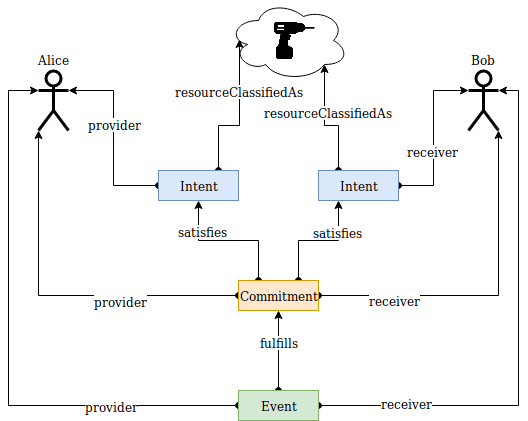 Alice
Bob
resourceClassifiedAs
resourceClassifiedAs
provider
receiver
Intent
Intent
satisfies
satisfies
Commitment
provider
receiver
fulfills
Event
provider
receiver